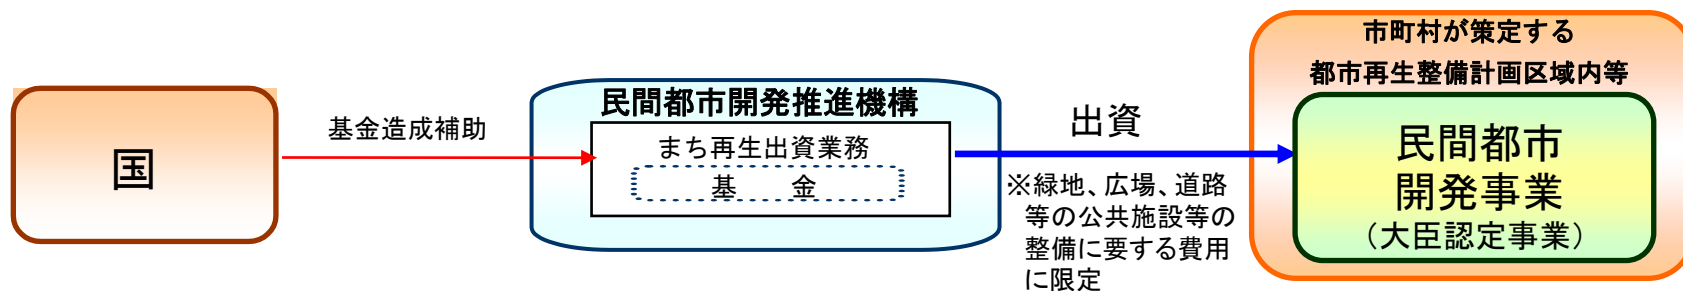 国
基金造成補助
民間都市開発推進機構
まち再生出資業務
基　　金
出資
※緑地、広場、道路
等の公共施設等の
整備に要する費用
に限定
市町村が策定する
都市再生整備計画区域内等
民間都市
開発事業
（大臣認定事業）